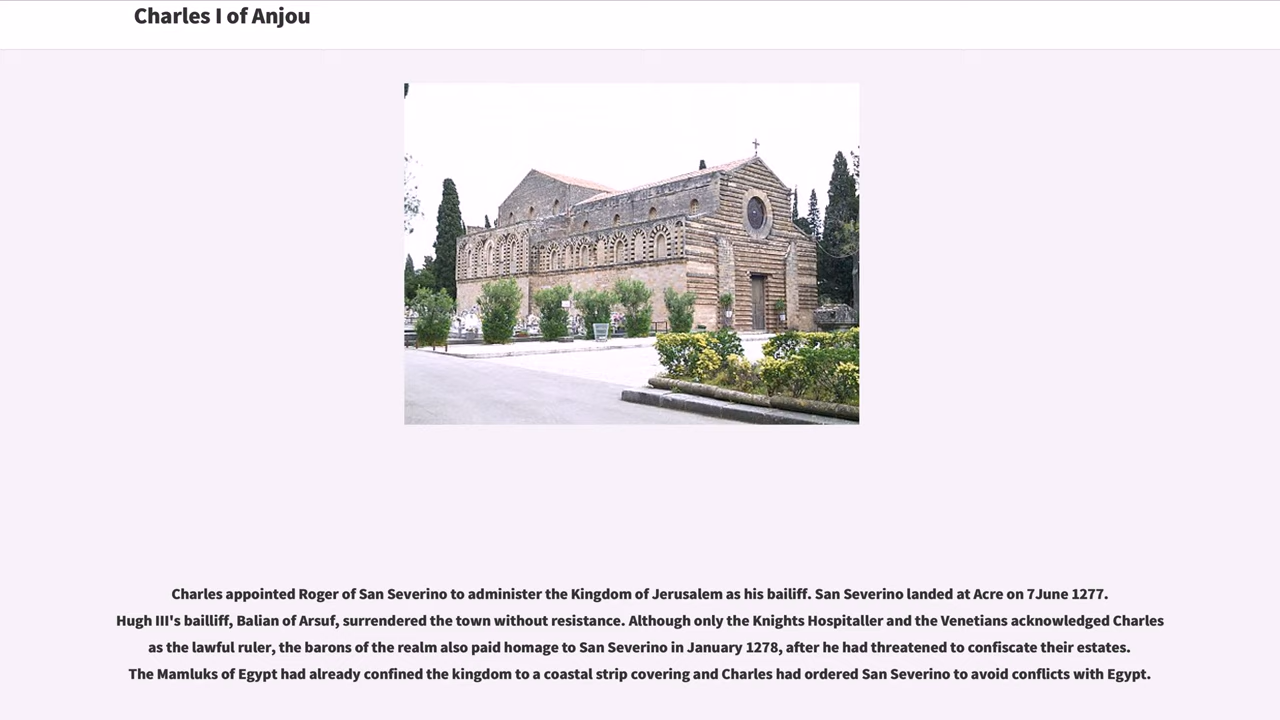 Charles I of Anjou
Charles appointed Roger of San Severino to administer the Kingdom of Jerusalem as his bailiff. San Severino landed at Acre on 7June 1277.
Hugh III's bailliff, Balian of Arsuf, surrendered the town without resistance. Although only the Knights Hospitaller and the Venetians acknowledged Charles
as the lawful ruler, the barons of the realm also paid homage to San Severino in January 1278, after he had threatened to confiscate their estates.
The Mamluks of Egypt had already confined the kingdom to a coastal strip covering and Charles had ordered San Severino to avoid conflicts with Egypt.